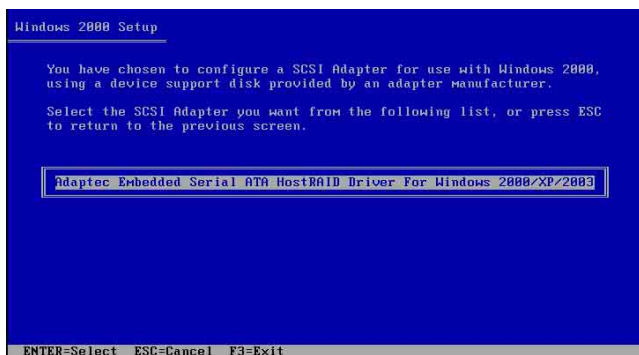 Windows 2000 Setup
You have chosen to configure a SCSI Adapter for use with Windows 2000,
using a device support disk provided by an adapter manufacturer.
Select the SCSI Adapter you want from the following list, or press ESC
to return to the previous screen.
Adaptec Embedded Serial ATA HostRAID Driver For Windows 2000/XP/2003
ENTER=Select ESC=Cancel F3=Exit